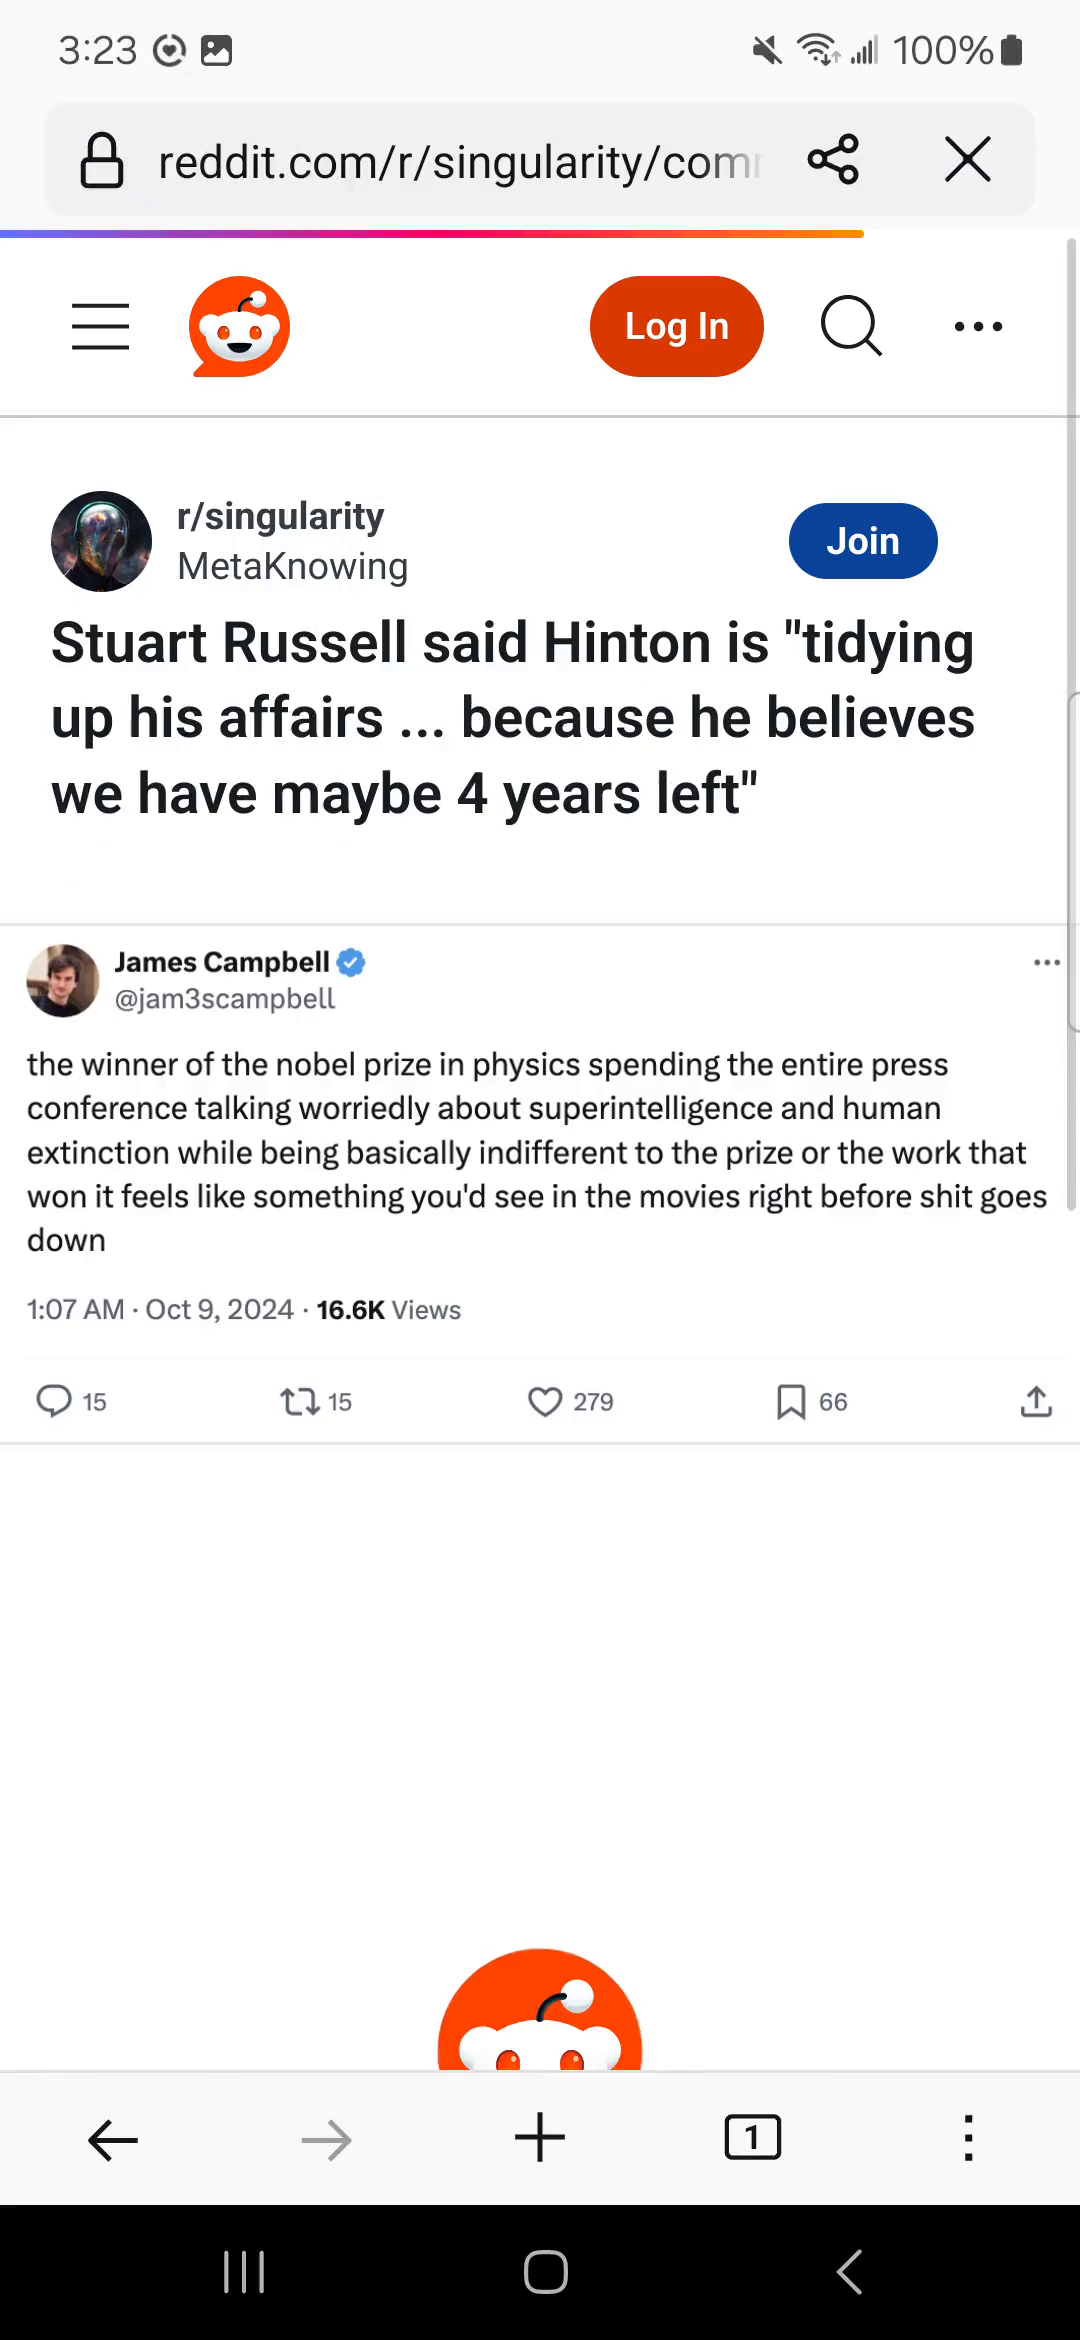 3:23 100%
reddit.com/r/singularity/com
Log In
r/singularity
MetaKnowing
Join
Stuart Russell said Hinton is "tidying
up his affairs ... because he believes
we have maybe 4 years left"
James Campbell
@jam3scampbell
the winner of the nobel prize in physics spending the entire press
conference talking worriedly about superintelligence and human
extinction while being basically indifferent to the prize or the work that
won it feels like something you'd see in the movies right before shit goes
down
1:07 AM · Oct 9, 2024 · 16.6K Views
15 15 279 66
1